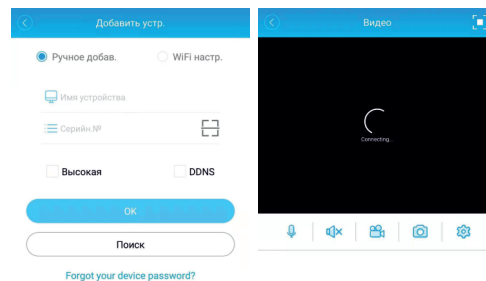 Добавить устр.
Ручное добав. WiFi настр.
Имя устройства
Серийн.№
Высокая DDNS
OK
Поиск
Forgot your device password?
Видео
Connecting...